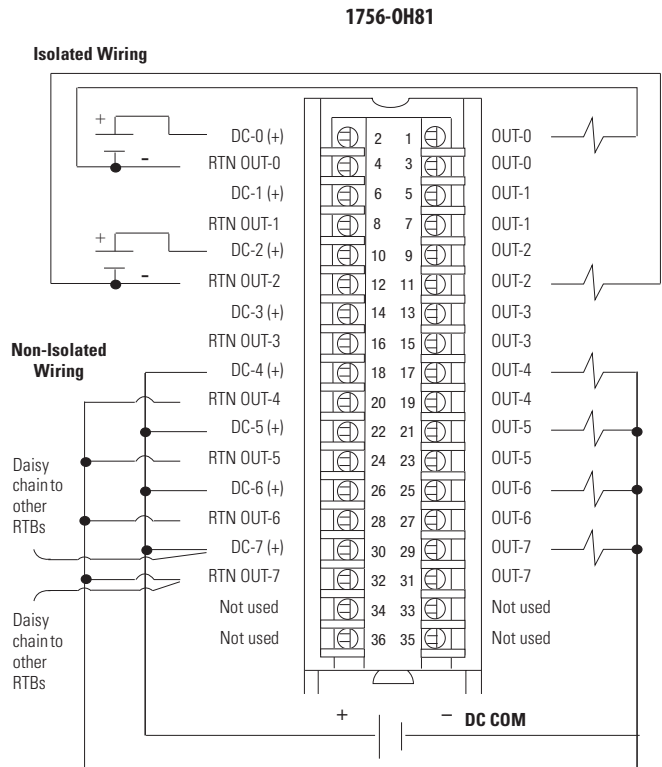 1756-OH81
Isolated Wiring
+ DC-0 (+) 2 1 OUT-0
- RTN OUT-0 4 3 OUT-0
DC-1 (+) 6 5 OUT-1
RTN OUT-1 8 7 OUT-1
+ DC-2 (+) 10 9 OUT-2
- RTN OUT-2 12 11 OUT-2
DC-3 (+) 14 13 OUT-3
RTN OUT-3 16 15 OUT-3
Non-Isolated
Wiring
DC-4 (+) 18 17 OUT-4
RTN OUT-4 20 19 OUT-4
DC-5 (+) 22 21 OUT-5
RTN OUT-5 24 23 OUT-5
DC-6 (+) 26 25 OUT-6
RTN OUT-6 28 27 OUT-6
DC-7 (+) 30 29 OUT-7
RTN OUT-7 32 31 OUT-7
Not used 34 33 Not used
Not used 36 35 Not used
Daisy
chain to
other
RTBs
Daisy
chain to
other
RTBs
+ – DC COM